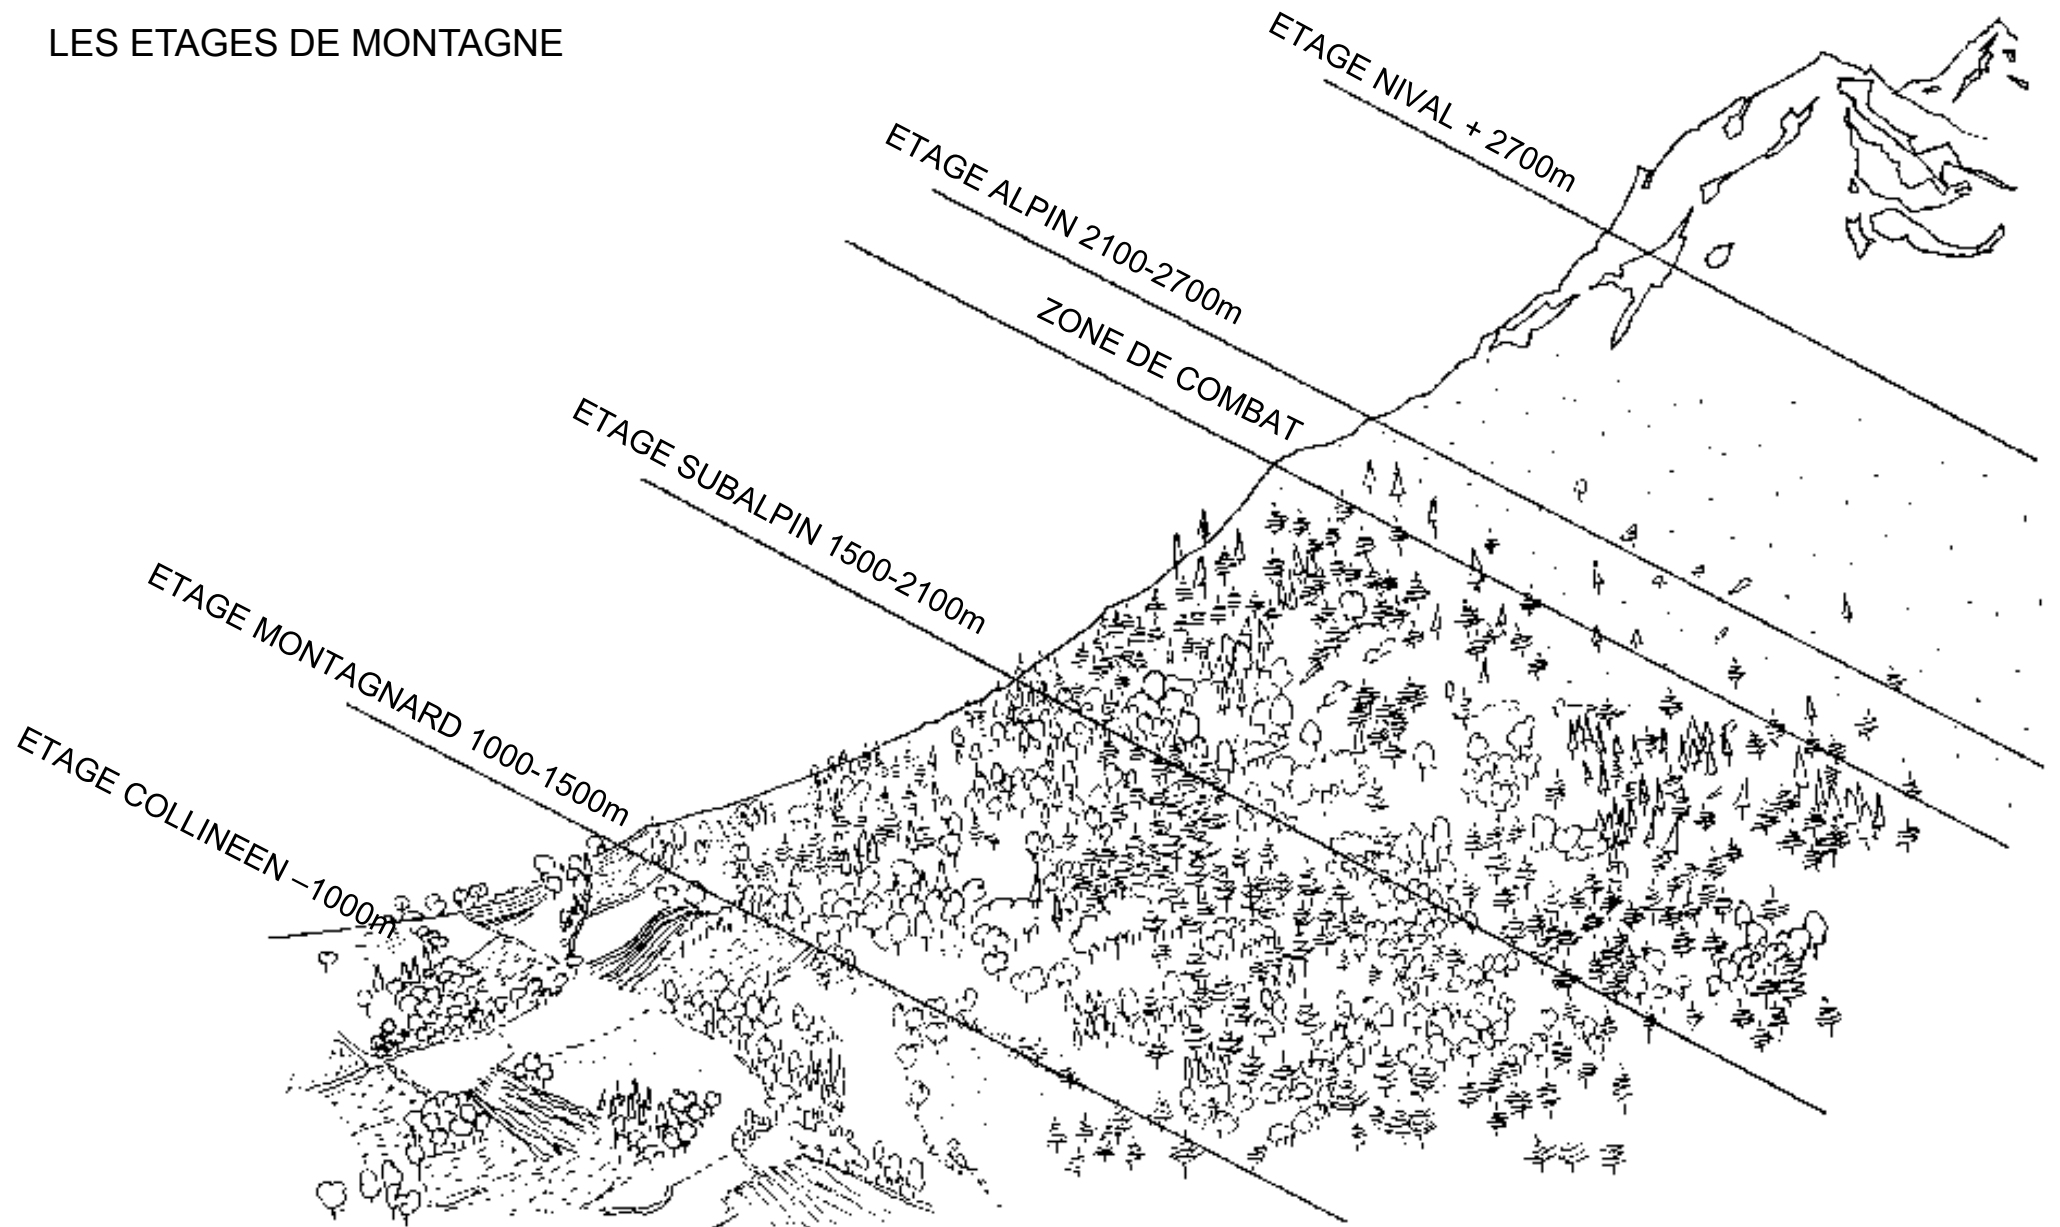 LES ETAGES DE MONTAGNE
ETAGE NIVAL + 2700m
ETAGE ALPIN 2100-2700m
ZONE DE COMBAT
ETAGE SUBALPIN 1500-2100m
ETAGE MONTAGNARD 1000-1500m
ETAGE COLLINEEN –1000m